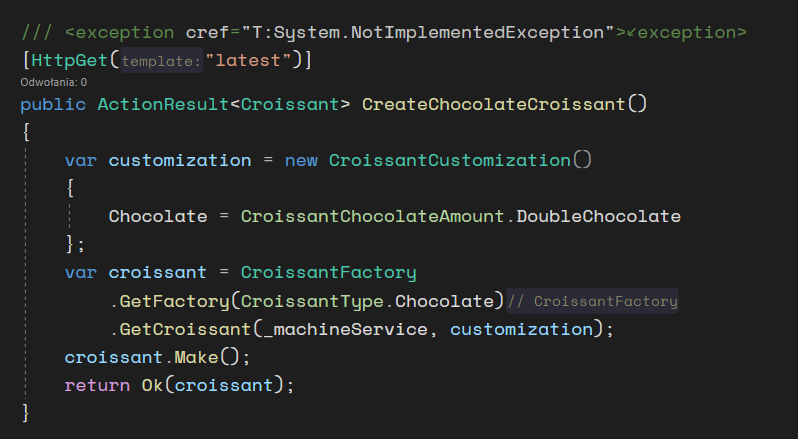 /// <exception cref="T:System.NotImplementedException"></exception>
[HttpGet(template:"latest")]
Odwołania: 0
public ActionResult<Croissant> CreateChocolateCroissant()
{
var customization = new CroissantCustomization()
{
Chocolate = CroissantChocolateAmount.DoubleChocolate
};
var croissant = CroissantFactory
.GetFactory(CroissantType.Chocolate)// CroissantFactory
.GetCroissant(_machineService, customization);
croissant.Make();
return Ok(croissant);
}